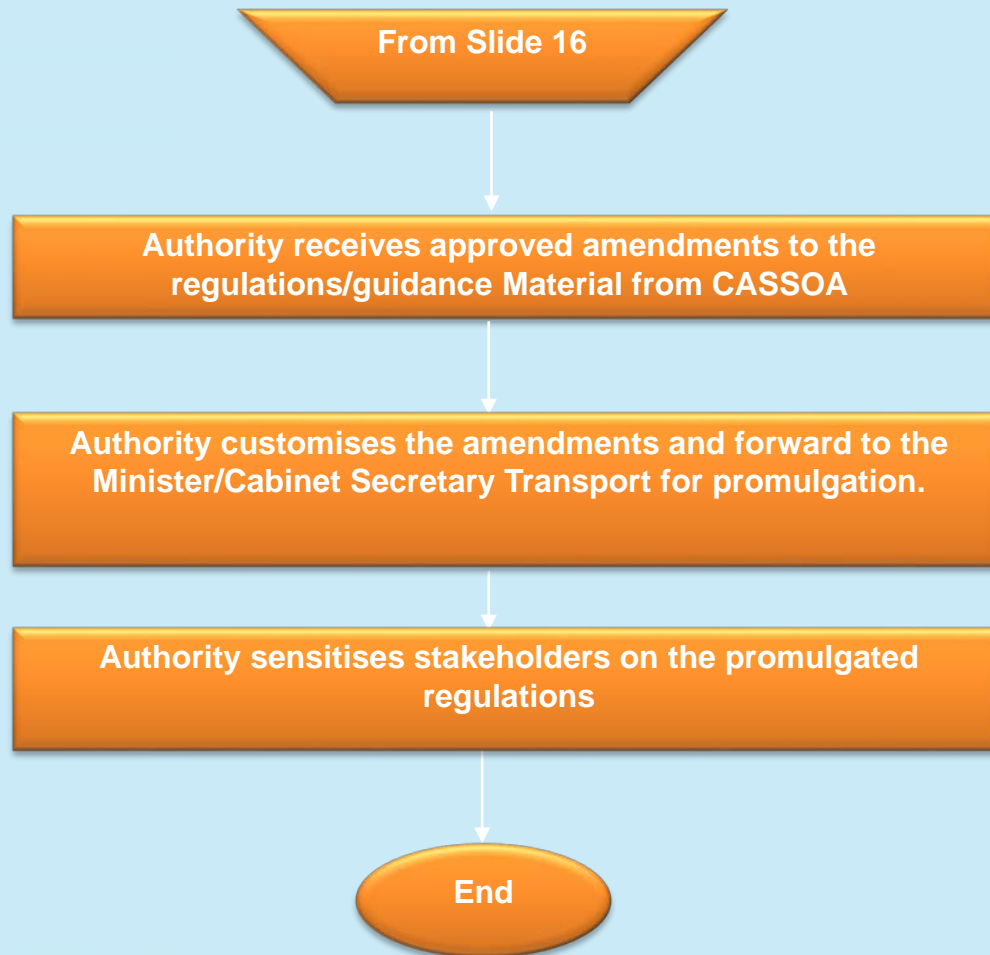 From Slide 16
Authority receives approved amendments to the
regulations/guidance Material from CASSOA
Authority customises the amendments and forward to the
Minister/Cabinet Secretary Transport for promulgation.
Authority sensitises stakeholders on the promulgated
regulations
End